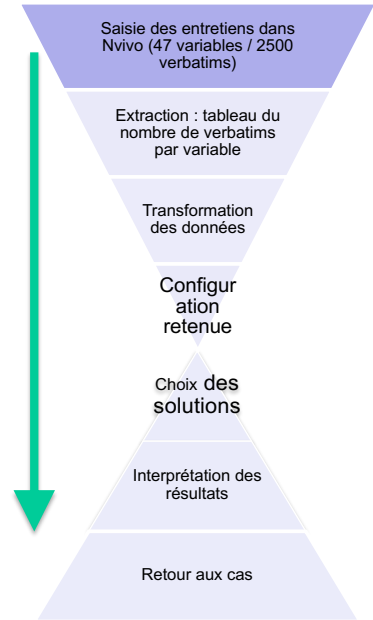 Saisie des entretiens dans
Nvivo (47 variables / 2500
verbatims)
Extraction : tableau du
nombre de verbatims
par variable
Transformation
des données
Configur
ation
retenue
Choix des
solutions
Interprétation des
résultats
Retour aux cas